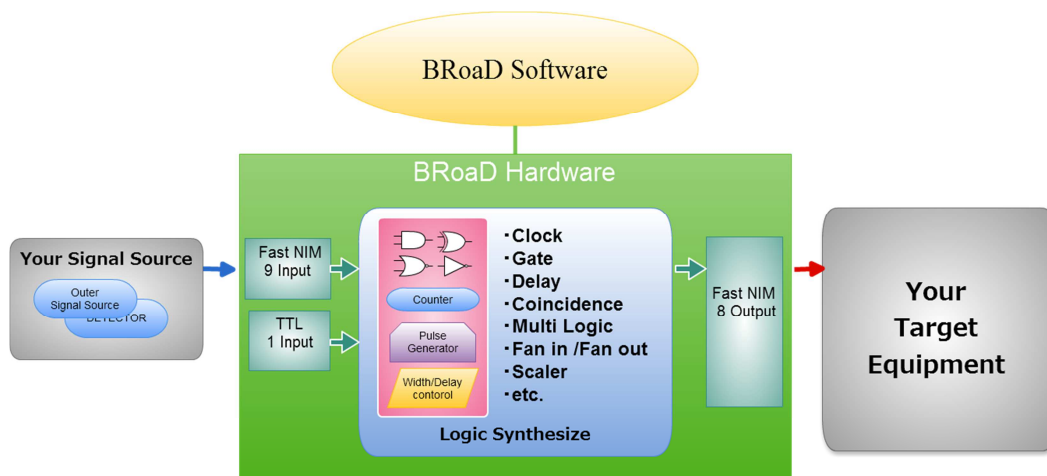 BRoaD Software
BRoaD Hardware
Your Signal Source
Outer
Signal Source
DETECTOR
Fast NIM
9 Input
TTL
1 Input
Counter
Pulse
Generator
Width/Delay
contorol
・Clock
・Gate
・Delay
・Coincidence
・Multi Logic
・Fan in /Fan out
・Scaler
・etc.
Logic Synthesize
Fast NIM
8 Output
Your
Target
Equipment